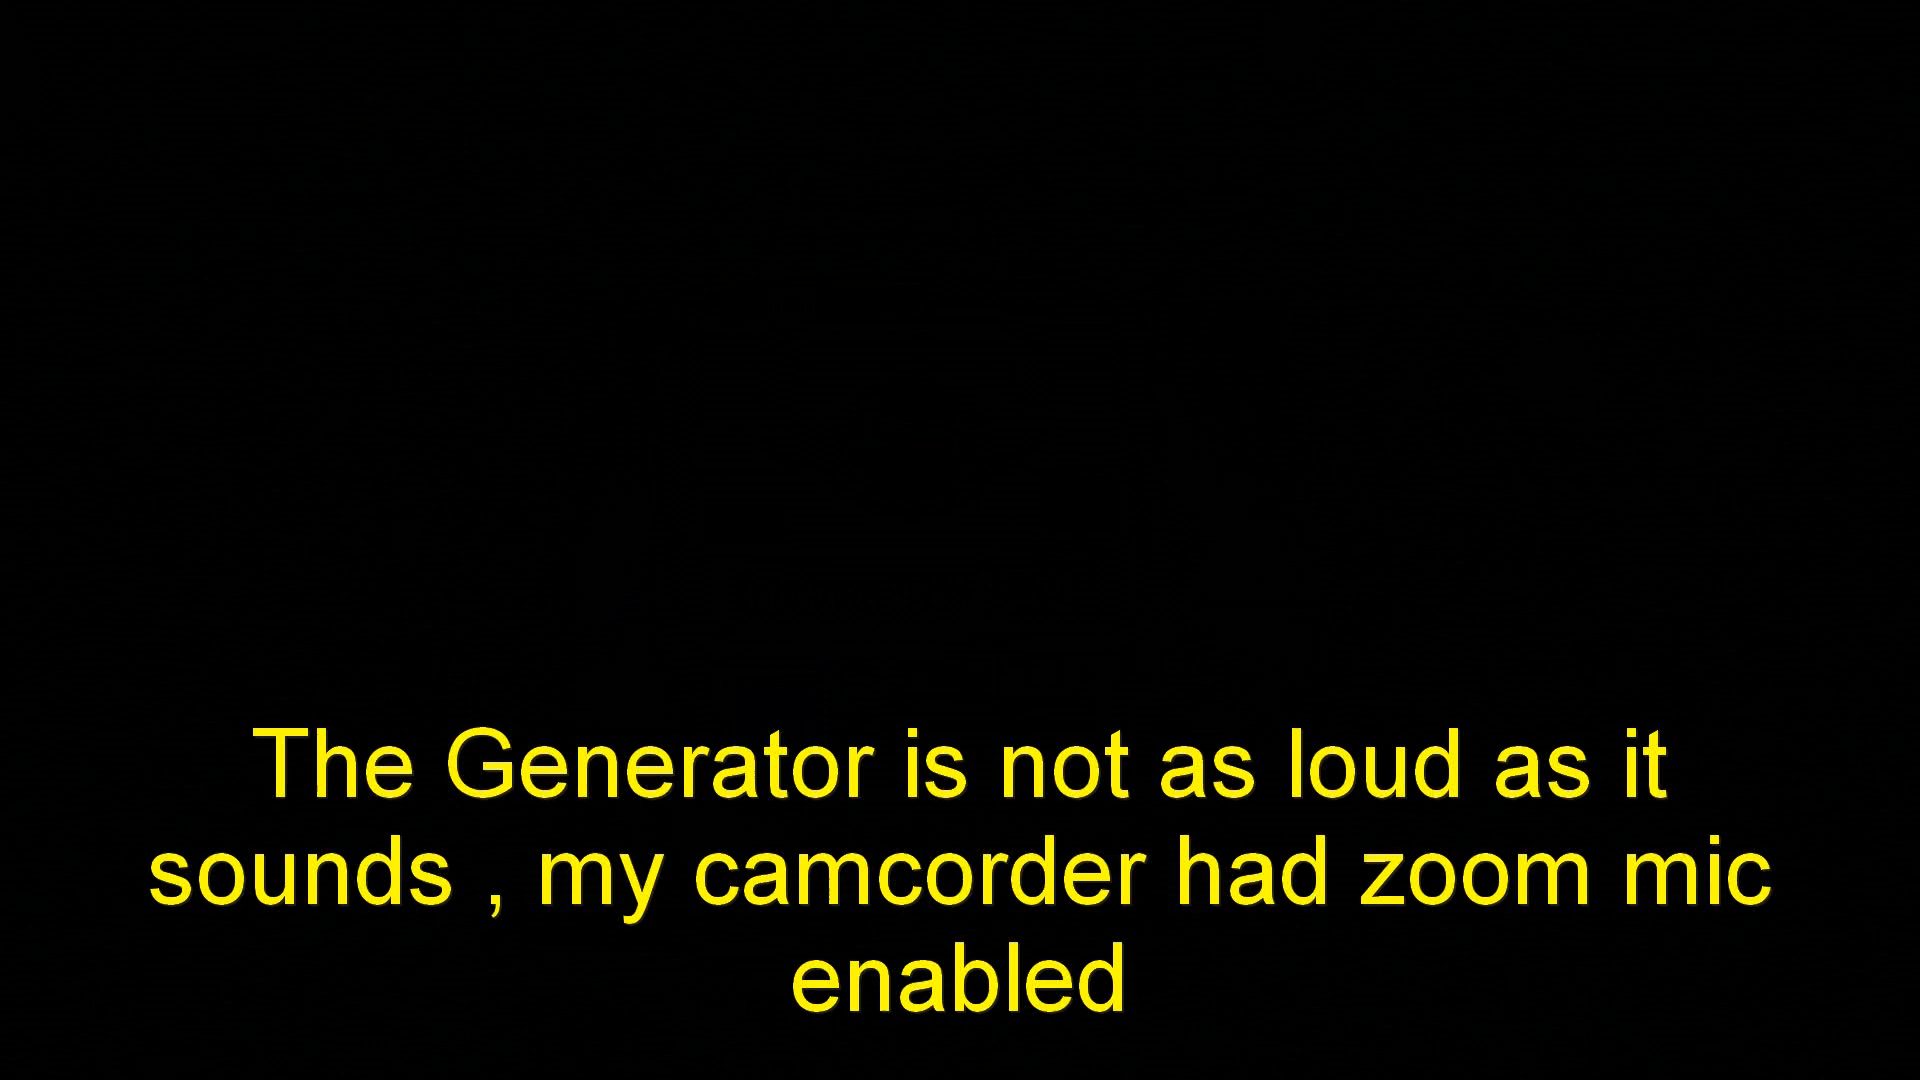 The Generator is not as loud as it
sounds , my camcorder had zoom mic
enabled